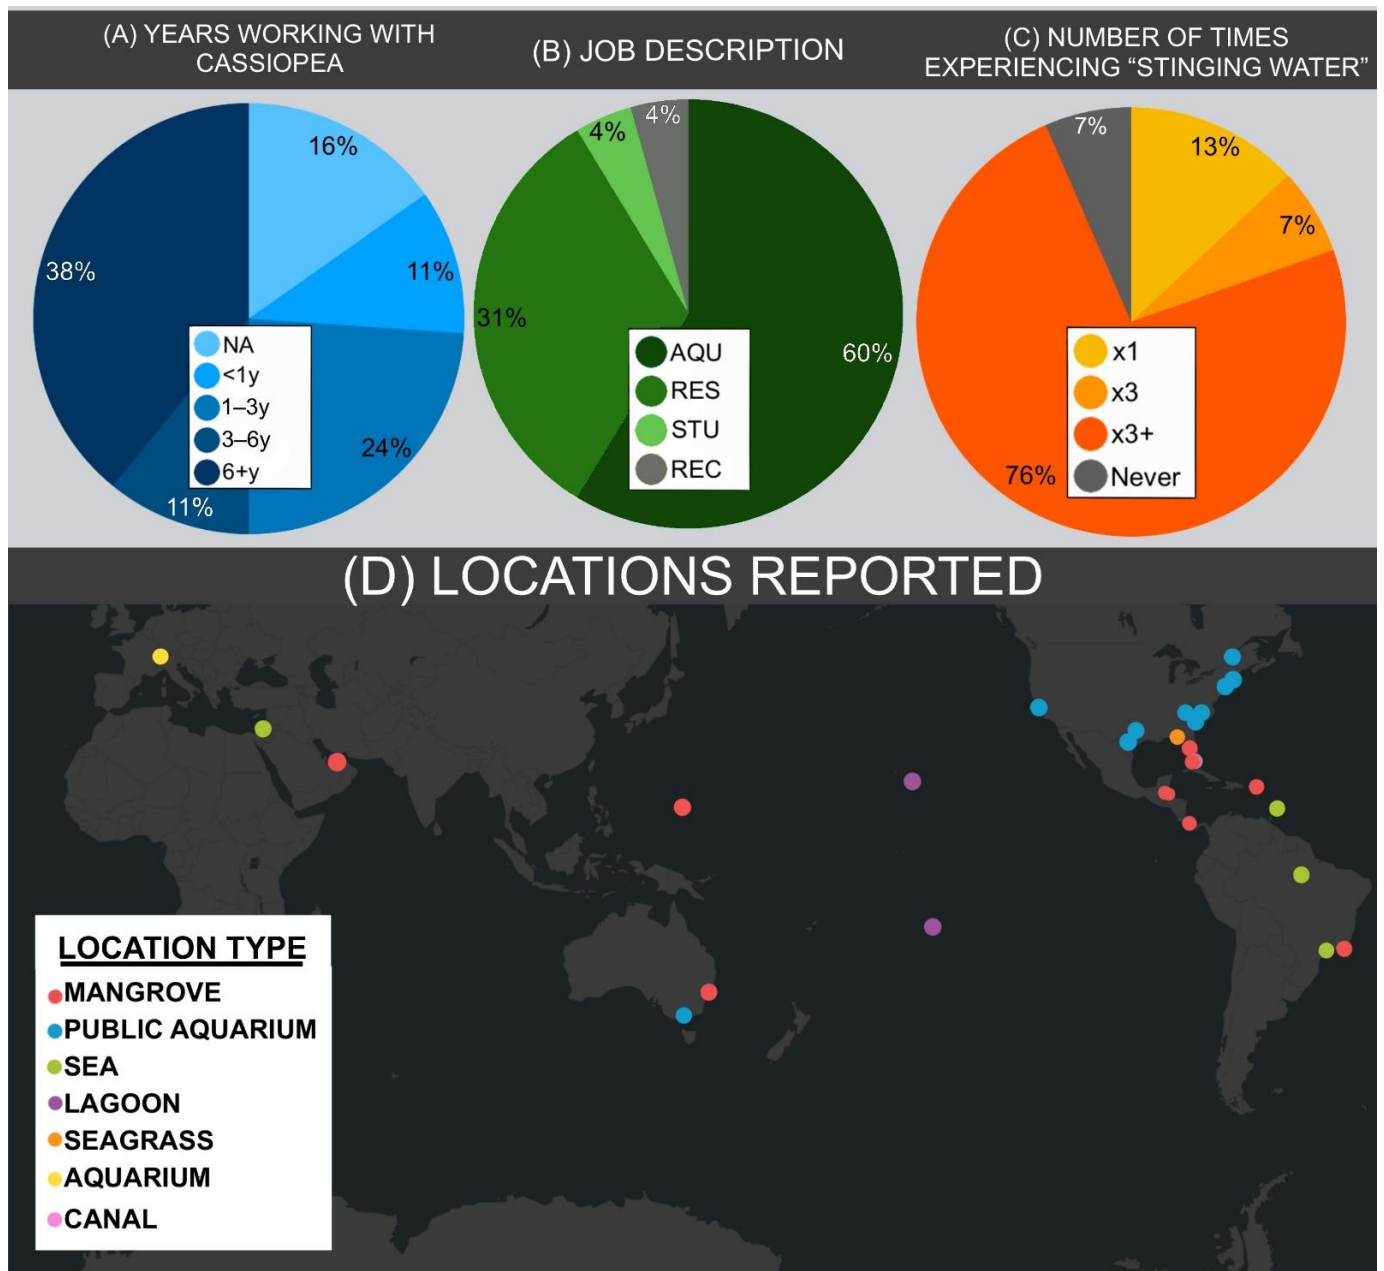 (A) YEARS WORKING WITH
CASSIOPEA
(B) JOB DESCRIPTION
(C) NUMBER OF TIMES
EXPERIENCING “STINGING WATER”
16%
11%
24%
11%
38%
NA
<1y
1–3y
3–6y
6+y
4%
4%
31%
60%
AQU
RES
STU
REC
7%
13%
7%
76%
x1
x3
x3+
Never
(D) LOCATIONS REPORTED
LOCATION TYPE
MANGROVE
PUBLIC AQUARIUM
SEA
LAGOON
SEAGRASS
AQUARIUM
CANAL